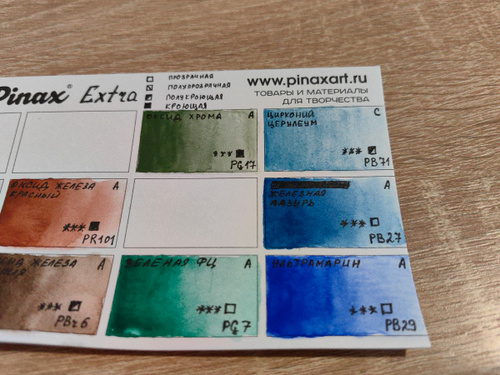 Pinax® Extra
ПРОЗРАЧНАЯ
ПОЛУПРОЗРАЧНАЯ
ПОЛУКРОЮЩАЯ
КРОЮЩАЯ
www.pinaxart.ru
ТОВАРЫ И МАТЕРИАЛЫ
ДЛЯ ТВОРЧЕСТВА
ОКСИД ХРОМА A
*** PG17
ЦИРКОНИЙ C
ЦЕРУЛЕУМ
*** PB71
ОКСИД ЖЕЛЕЗА A
КРАСНЫЙ
*** PR101
A
ЖЕЛЕЗНАЯ
ЛАЗУРЬ
*** PB27
ЖЕЛЕЗА A
*** PBr6
ЗЕЛЁНАЯ ФЦ A
*** PG7
УЛЬТРАМАРИН A
*** PB29